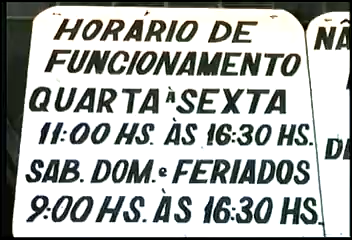 HORÁRIO DE
FUNCIONAMENTO
QUARTA À SEXTA
11:00 HS. ÀS 16:30 HS.
SAB. DOM. e FERIADOS
9:00 HS. ÀS 16:30 HS.